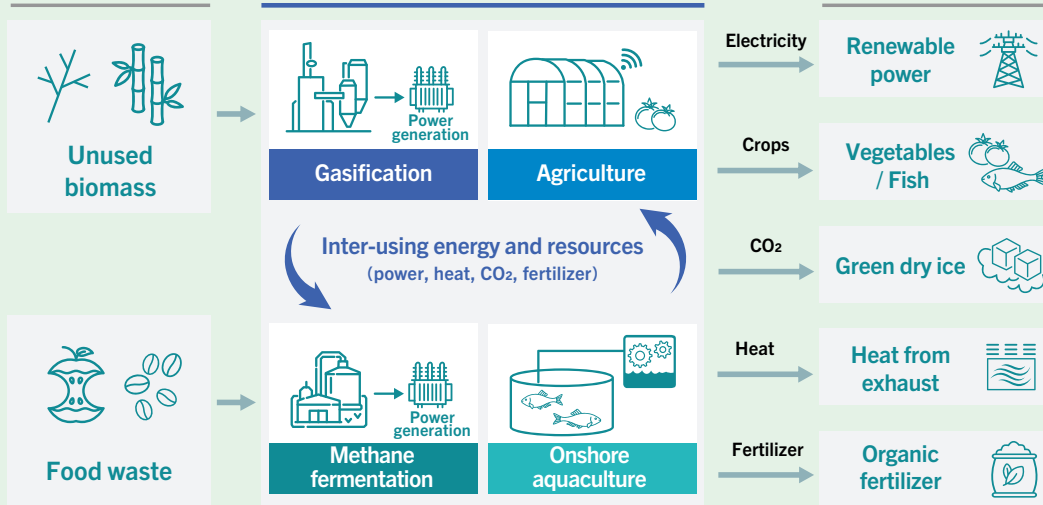 Unused
biomass
Food waste
Power
generation
Gasification
Agriculture
Inter-using energy and resources
(power, heat, CO₂, fertilizer)
Power
generation
Methane
fermentation
Onshore
aquaculture
Electricity
Renewable
power
Crops
Vegetables
/ Fish
CO₂
Green dry ice
Heat
Heat from
exhaust
Fertilizer
Organic
fertilizer